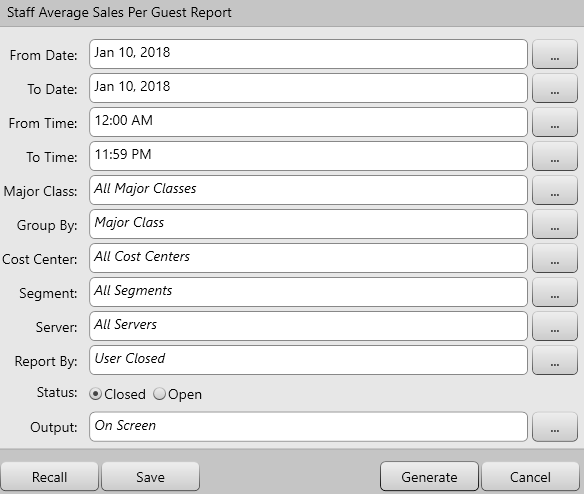 Staff Average Sales Per Guest Report
From Date: Jan 10, 2018 ...
To Date: Jan 10, 2018 ...
From Time: 12:00 AM ...
To Time: 11:59 PM ...
Major Class: All Major Classes ...
Group By: Major Class ...
Cost Center: All Cost Centers ...
Segment: All Segments ...
Server: All Servers ...
Report By: User Closed ...
Status: Closed Open
Output: On Screen ...
Recall Save Generate Cancel